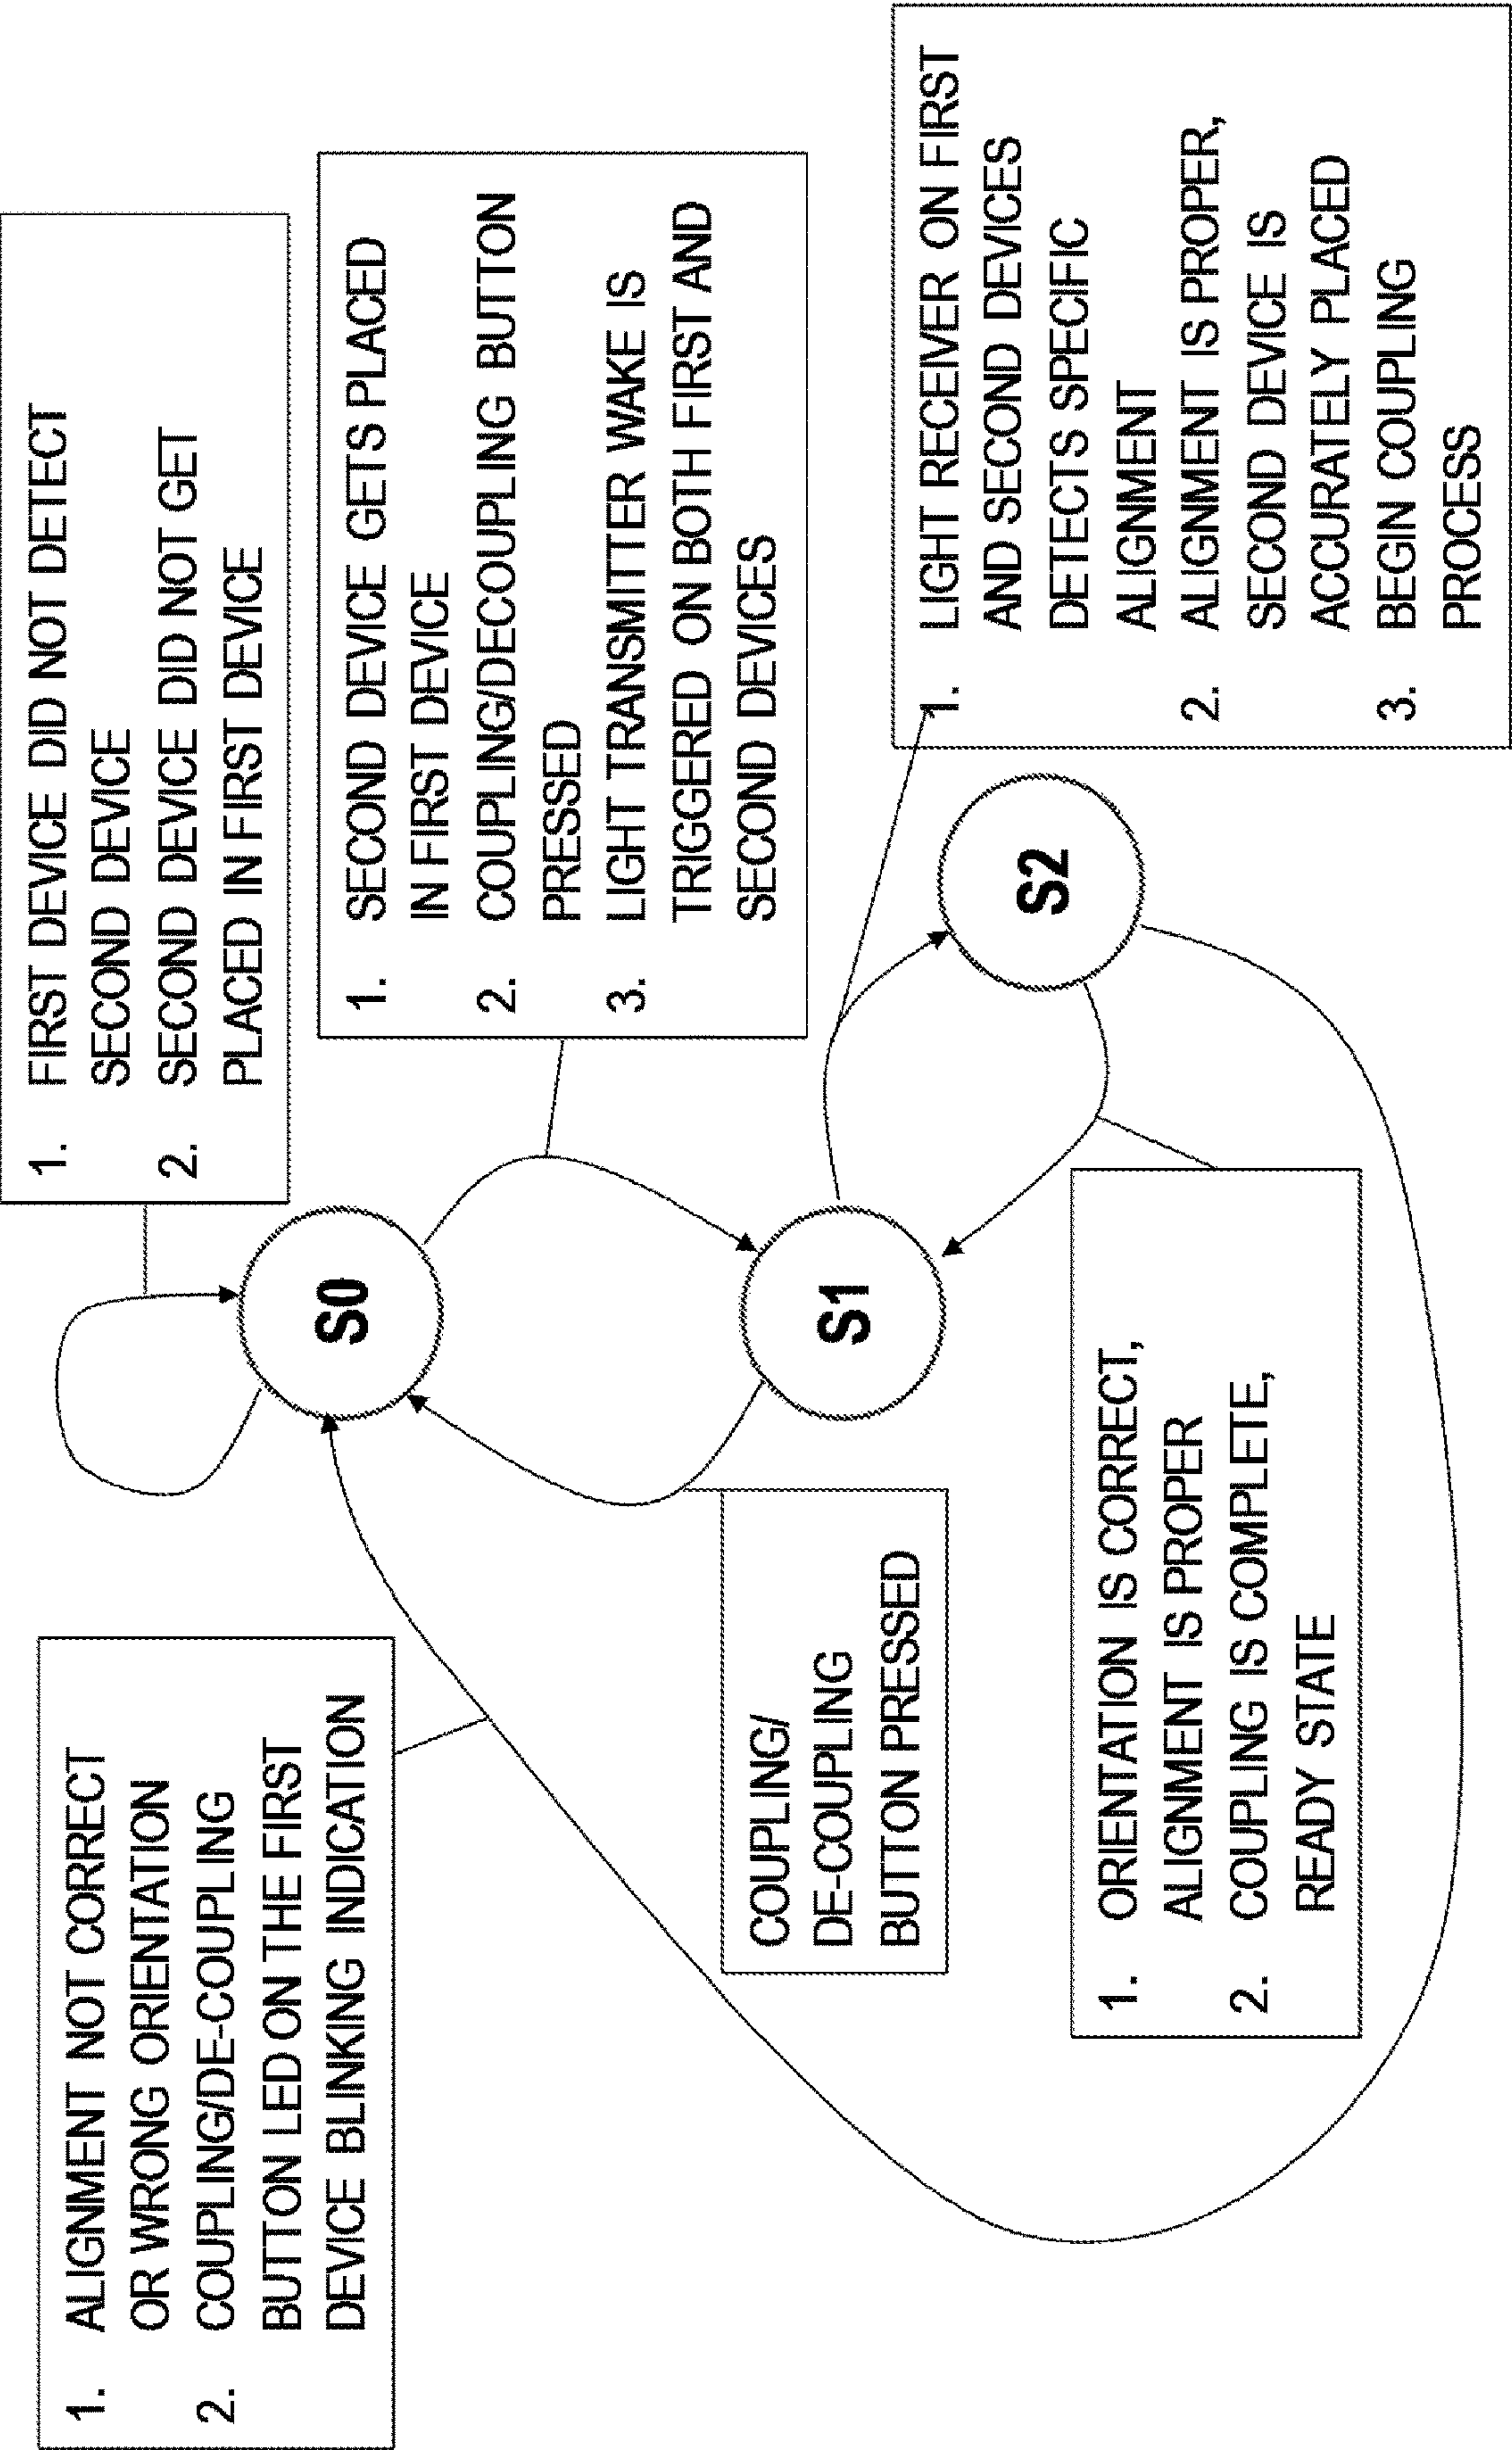 1. ALIGNMENT NOT CORRECT
OR WRONG ORIENTATION
2. COUPLING/DE-COUPLING
BUTTON LED ON THE FIRST
DEVICE BLINKING INDICATION
1. FIRST DEVICE DID NOT DETECT
SECOND DEVICE
2. SECOND DEVICE DID NOT GET
PLACED IN FIRST DEVICE
S0
1. SECOND DEVICE GETS PLACED
IN FIRST DEVICE
2. COUPLING/DECOUPLING BUTTON
PRESSED
3. LIGHT TRANSMITTER WAKE IS
TRIGGERED ON BOTH FIRST AND
SECOND DEVICES
COUPLING/
DE-COUPLING
BUTTON PRESSED
S1
S2
1. LIGHT RECEIVER ON FIRST
AND SECOND DEVICES
DETECTS SPECIFIC
ALIGNMENT
2. ALIGNMENT IS PROPER,
SECOND DEVICE IS
ACCURATELY PLACED
3. BEGIN COUPLING
PROCESS
1. ORIENTATION IS CORRECT,
ALIGNMENT IS PROPER
2. COUPLING IS COMPLETE,
READY STATE